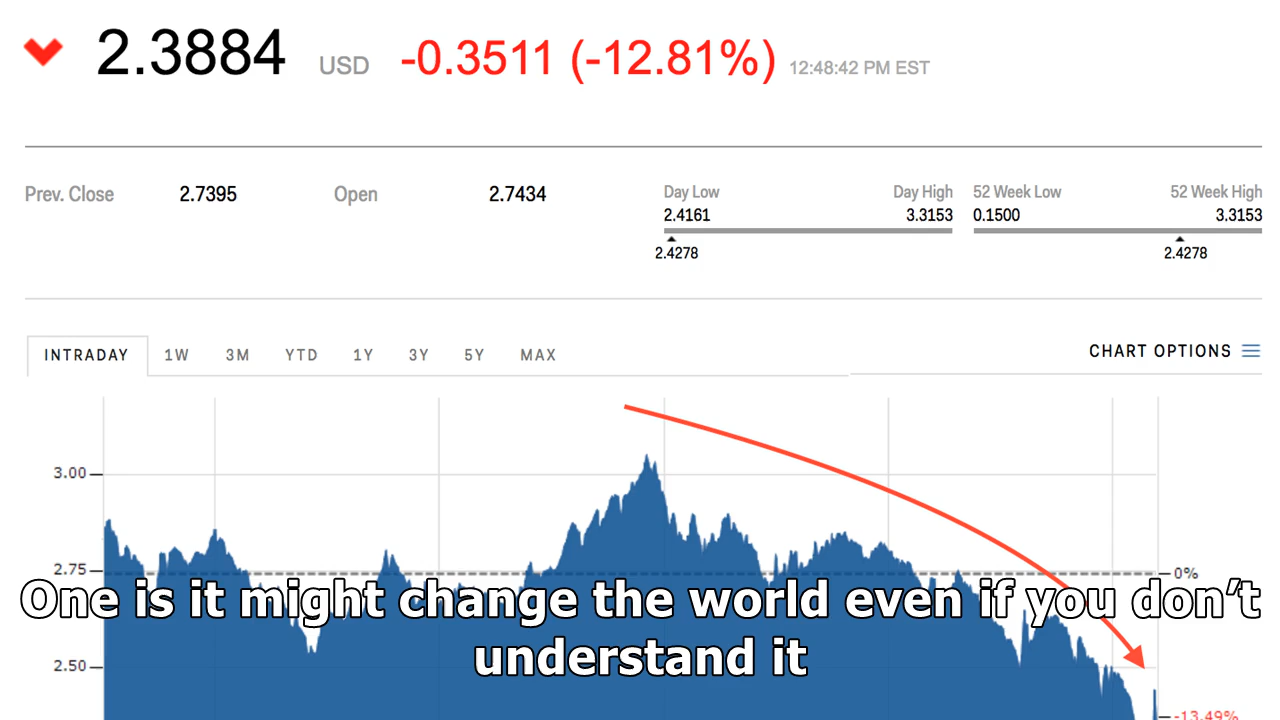 2.3884 USD -0.3511 (-12.81%) 12:48:42 PM EST
Prev. Close 2.7395 Open 2.7434
Day Low Day High 52 Week Low 52 Week High
2.4161 3.3153 0.1500 3.3153
2.4278 2.4278
INTRADAY 1W 3M YTD 1Y 3Y 5Y MAX CHART OPTIONS
3.00
2.75 0%
One is it might change the world even if you don’t
understand it
2.50
-13.49%